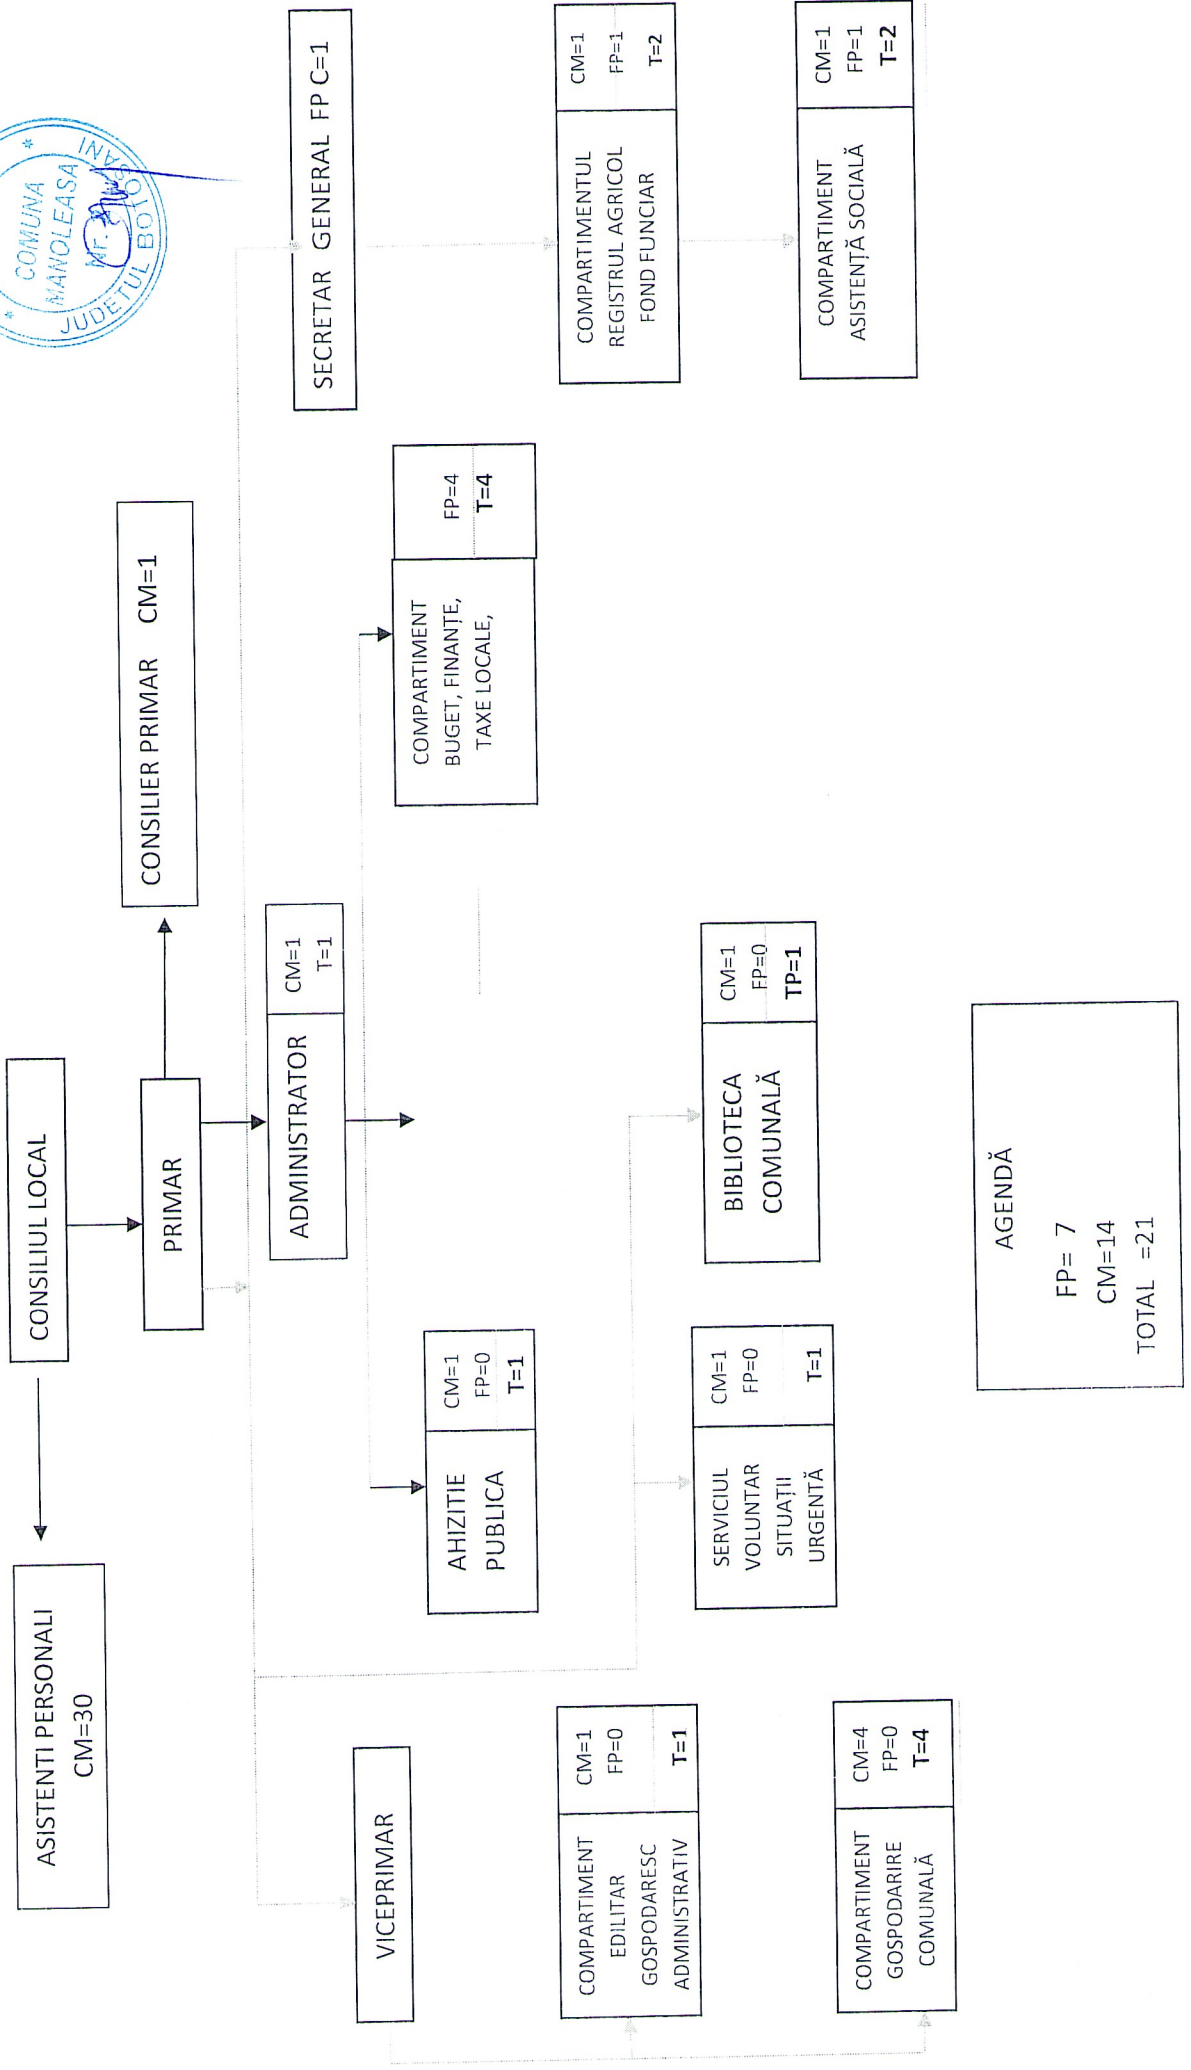 COMUNA
MANOLEASA
JUDEŢUL BOTOŞANI
ASISTENTI PERSONALI
CM=30
CONSILIUL LOCAL
PRIMAR
CONSILIER PRIMAR CM=1
ADMINISTRATOR
CM=1
T=1
VICEPRIMAR
SECRETAR GENERAL FP C=1
AHIZITIE
PUBLICA
CM=1
FP=0
T=1
COMPARTIMENT
BUGET, FINANȚE,
TAXE LOCALE,
FP=4
T=4
COMPARTIMENT
EDILITAR
GOSPODARESC
ADMINISTRATIV
CM=1
FP=0
T=1
SERVICIUL
VOLUNTAR
SITUAȚII
URGENTĂ
CM=1
FP=0
T=1
BIBLIOTECA
COMUNALĂ
CM=1
FP=0
TP=1
COMPARTIMENTUL
REGISTRUL AGRICOL
FOND FUNCIAR
CM=1
FP=1
T=2
COMPARTIMENT
GOSPODARIRE
COMUNALĂ
CM=4
FP=0
T=4
COMPARTIMENT
ASISTENȚĂ SOCIALĂ
CM=1
FP=1
T=2
AGENDĂ
FP= 7
CM=14
TOTAL =21